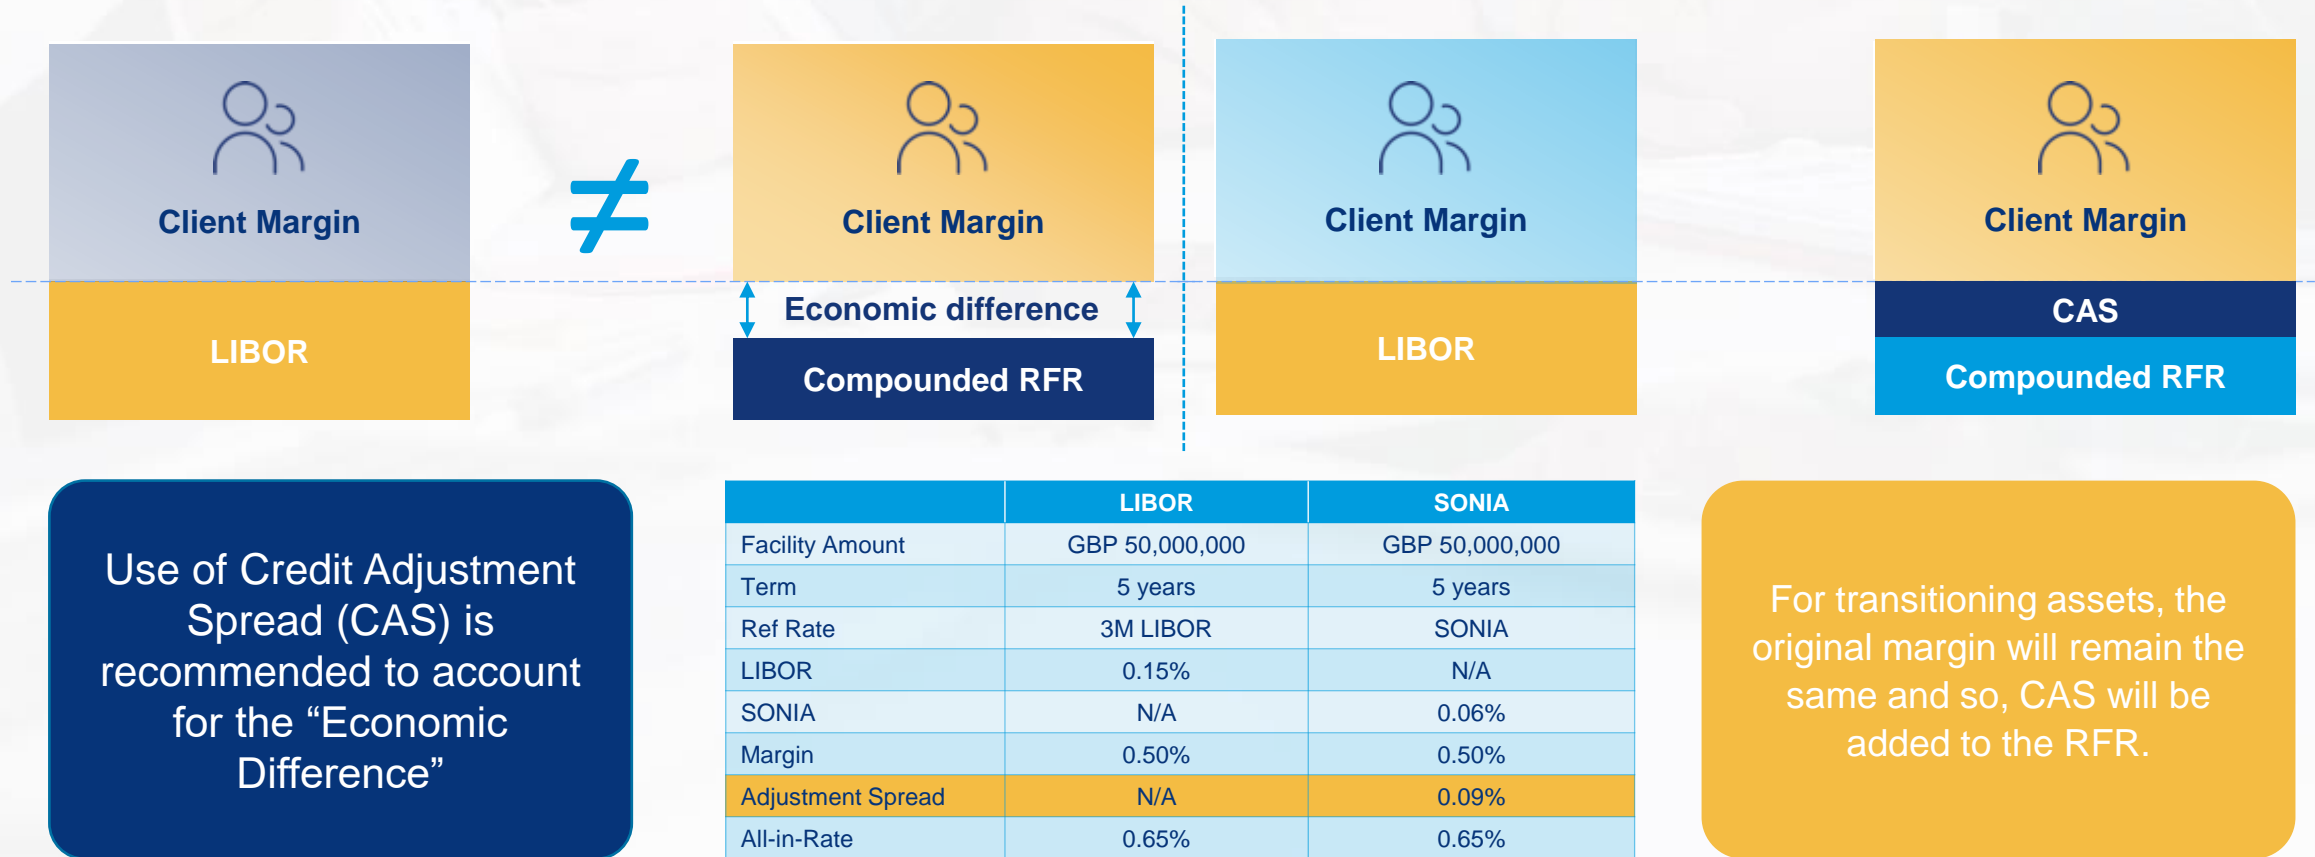 Client Margin
LIBOR
≠
Client Margin
Economic difference
Compounded RFR
Client Margin
LIBOR
Client Margin
CAS
Compounded RFR
Use of Credit Adjustment
Spread (CAS) is
recommended to account
for the “Economic
Difference”
LIBOR SONIA
Facility Amount GBP 50,000,000 GBP 50,000,000
Term 5 years 5 years
Ref Rate 3M LIBOR SONIA
LIBOR 0.15% N/A
SONIA N/A 0.06%
Margin 0.50% 0.50%
Adjustment Spread N/A 0.09%
All-in-Rate 0.65% 0.65%
For transitioning assets, the
original margin will remain the
same and so, CAS will be
added to the RFR.